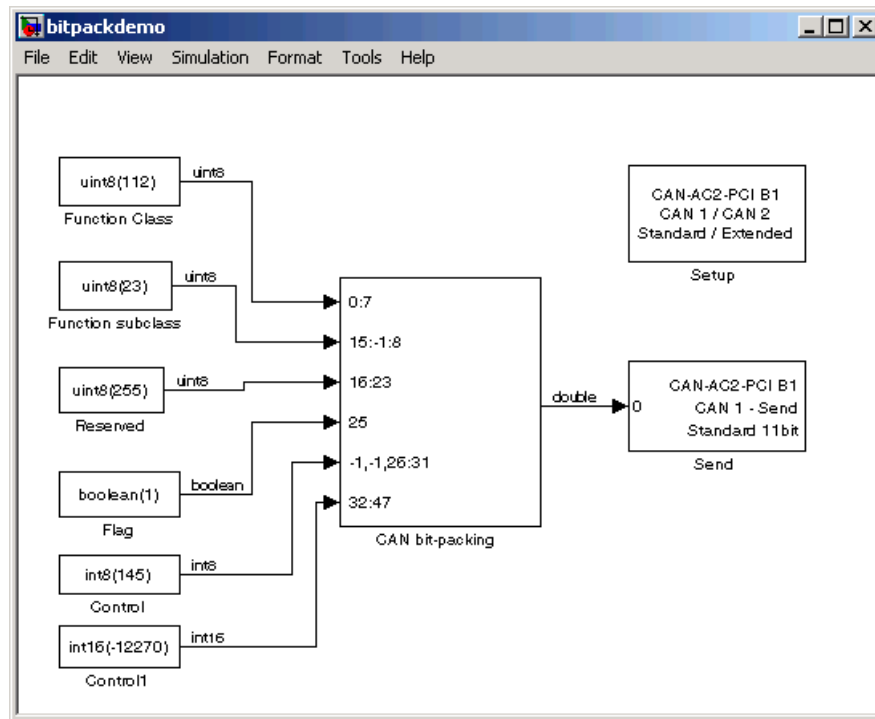 bitpackdemo
File Edit View Simulation Format Tools Help
uint8(112)
uint8
Function Class
uint8(23)
uint8
Function subclass
uint8(255)
uint8
Reserved
boolean(1)
boolean
Flag
int8(145)
int8
Control
int16(-12270)
int16
Control1
0:7
15:-1:8
16:23
25
-1,-1,26:31
32:47
CAN bit-packing
double
CAN-AC2-PCI B1
CAN 1 / CAN 2
Standard / Extended
Setup
0
CAN-AC2-PCI B1
CAN 1 - Send
Standard 11bit
Send